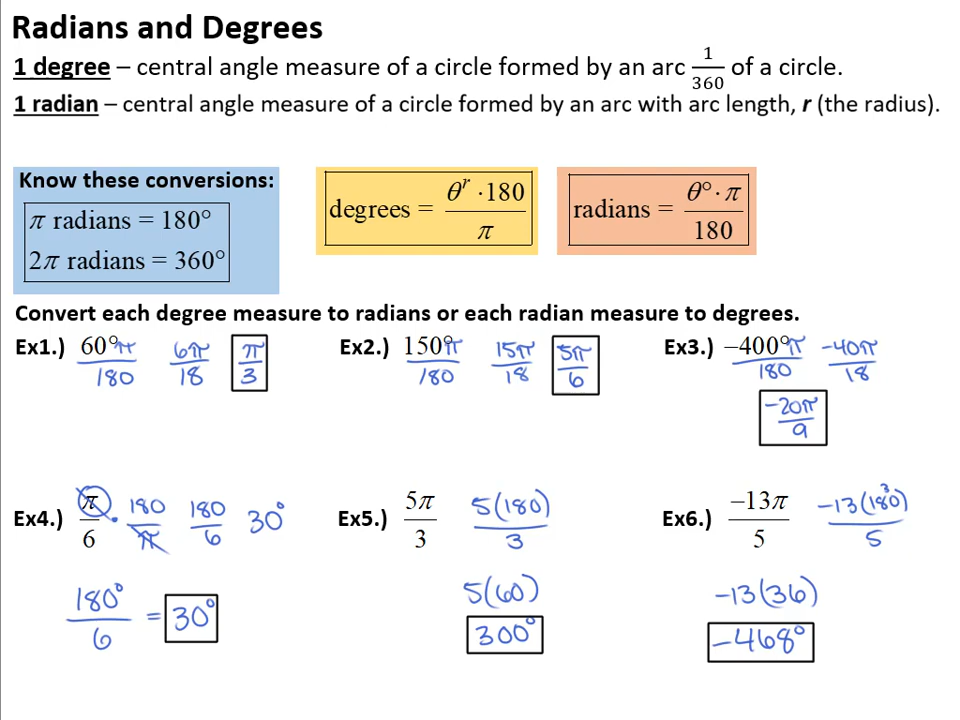 Radians and Degrees
1 degree – central angle measure of a circle formed by an arc 1/360 of a circle.
1 radian – central angle measure of a circle formed by an arc with arc length, r (the radius).
Know these conversions:
π radians = 180°
2π radians = 360°
degrees = θ^r · 180 / π
radians = θ° · π / 180
Convert each degree measure to radians or each radian measure to degrees.
Ex1.) 60°π/180 6π/18 π/3
Ex2.) 150°π/180 15π/18 5π/6
Ex3.) −400°π/180 −40π/18
−20π/9
Ex4.) π/6 · 180/π 180/6 30°
180°/6 = 30°
Ex5.) 5π/3 5(180)/3
5(60)
300°
Ex6.) −13π/5 −13(180)/5
−13(36)
−468°